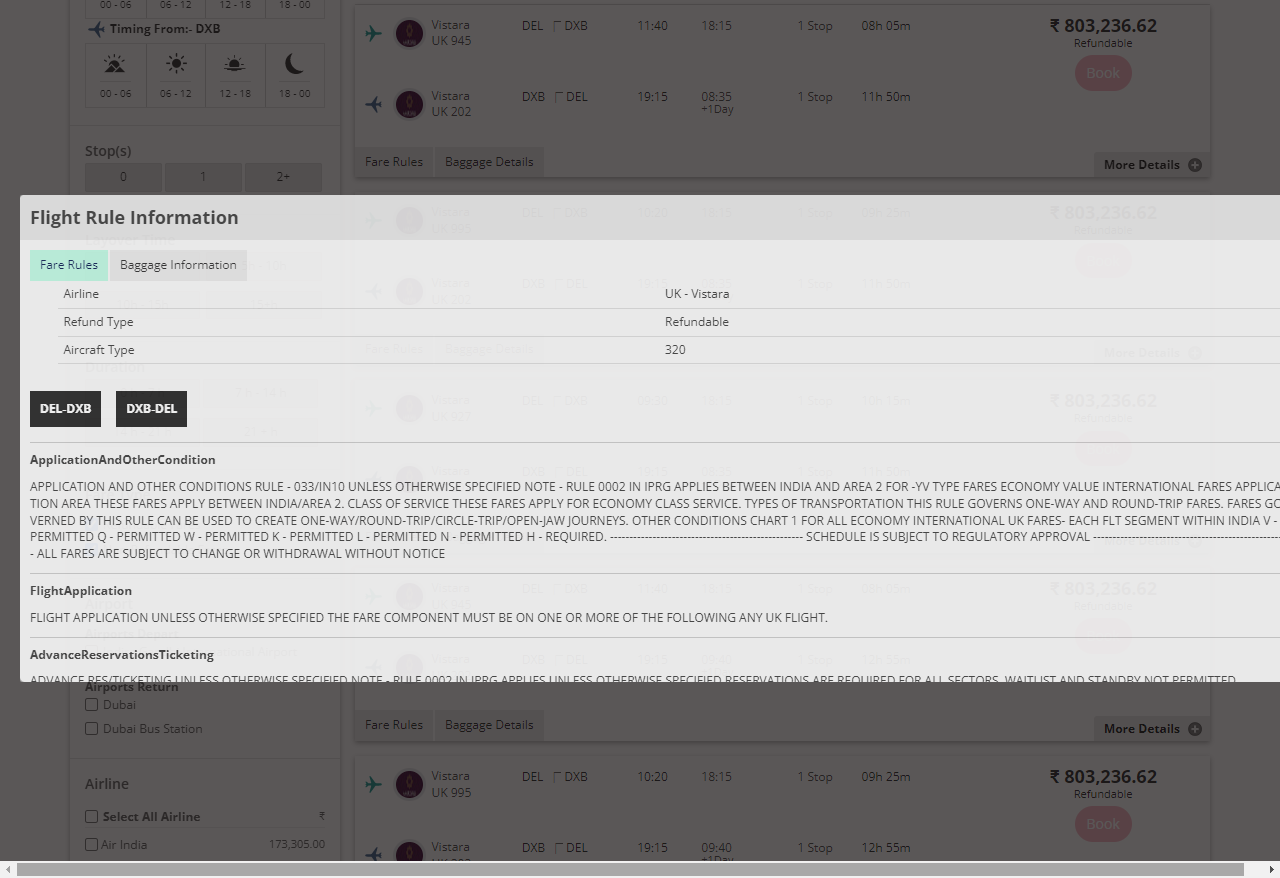 00 - 06 06 - 12 12 - 18 18 - 00
Timing From:- DXB
00 - 06 06 - 12 12 - 18 18 - 00
Stop(s)
0 1 2+
Vistara DEL DXB 11:40 18:15 1 Stop 08h 05m ₹ 803,236.62
UK 945 Refundable
Book
Vistara DXB DEL 19:15 08:35 1 Stop 11h 50m
UK 202 +1Day
Fare Rules Baggage Details More Details
Flight Rule Information
Fare Rules Baggage Information
Airline UK - Vistara
Refund Type Refundable
Aircraft Type 320
DEL-DXB DXB-DEL
ApplicationAndOtherCondition
APPLICATION AND OTHER CONDITIONS RULE - 033/IN10 UNLESS OTHERWISE SPECIFIED NOTE - RULE 0002 IN IPRG APPLIES BETWEEN INDIA AND AREA 2 FOR -YV TYPE FARES ECONOMY VALUE INTERNATIONAL FARES APPLICA
TION AREA THESE FARES APPLY BETWEEN INDIA/AREA 2. CLASS OF SERVICE THESE FARES APPLY FOR ECONOMY CLASS SERVICE. TYPES OF TRANSPORTATION THIS RULE GOVERNS ONE-WAY AND ROUND-TRIP FARES. FARES GO
VERNED BY THIS RULE CAN BE USED TO CREATE ONE-WAY/ROUND-TRIP/CIRCLE-TRIP/OPEN-JAW JOURNEYS. OTHER CONDITIONS CHART 1 FOR ALL ECONOMY INTERNATIONAL UK FARES- EACH FLT SEGMENT WITHIN INDIA V -
PERMITTED Q - PERMITTED W - PERMITTED K - PERMITTED L - PERMITTED N - PERMITTED H - REQUIRED. ------------------------------------------------ SCHEDULE IS SUBJECT TO REGULATORY APPROVAL ------------------------------------------------
- ALL FARES ARE SUBJECT TO CHANGE OR WITHDRAWAL WITHOUT NOTICE
FlightApplication
FLIGHT APPLICATION UNLESS OTHERWISE SPECIFIED THE FARE COMPONENT MUST BE ON ONE OR MORE OF THE FOLLOWING ANY UK FLIGHT.
AdvanceReservationsTicketing
ADVANCE RES/TICKETING UNLESS OTHERWISE SPECIFIED NOTE - RULE 0002 IN IPRG APPLIES UNLESS OTHERWISE SPECIFIED RESERVATIONS ARE REQUIRED FOR ALL SECTORS. WAITLIST AND STANDBY NOT PERMITTED
Airports Return
Dubai
Dubai Bus Station
Airline
Select All Airline ₹
Air India 173,305.00
Fare Rules Baggage Details More Details
Vistara DEL DXB 10:20 18:15 1 Stop 09h 25m ₹ 803,236.62
UK 995 Refundable
Book
Vistara DXB DEL 19:15 09:40 1 Stop 12h 55m
+1Day